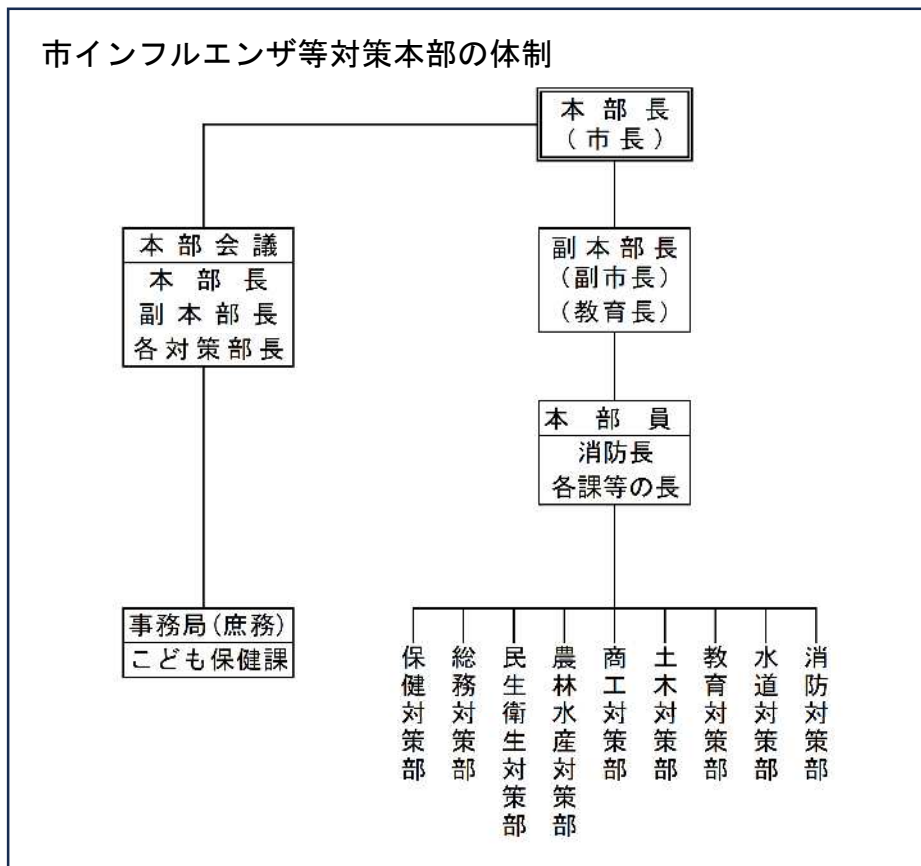 市インフルエンザ等対策本部の体制
本部長
(市長)
本部会議
本部長
副本部長
各対策部長
副本部長
(副市長)
(教育長)
本部員
消防長
各課等の長
事務局(庶務)
こども保健課
保健対策部
総務対策部
民生衛生対策部
農林水産対策部
商工対策部
土木対策部
教育対策部
水道対策部
消防対策部